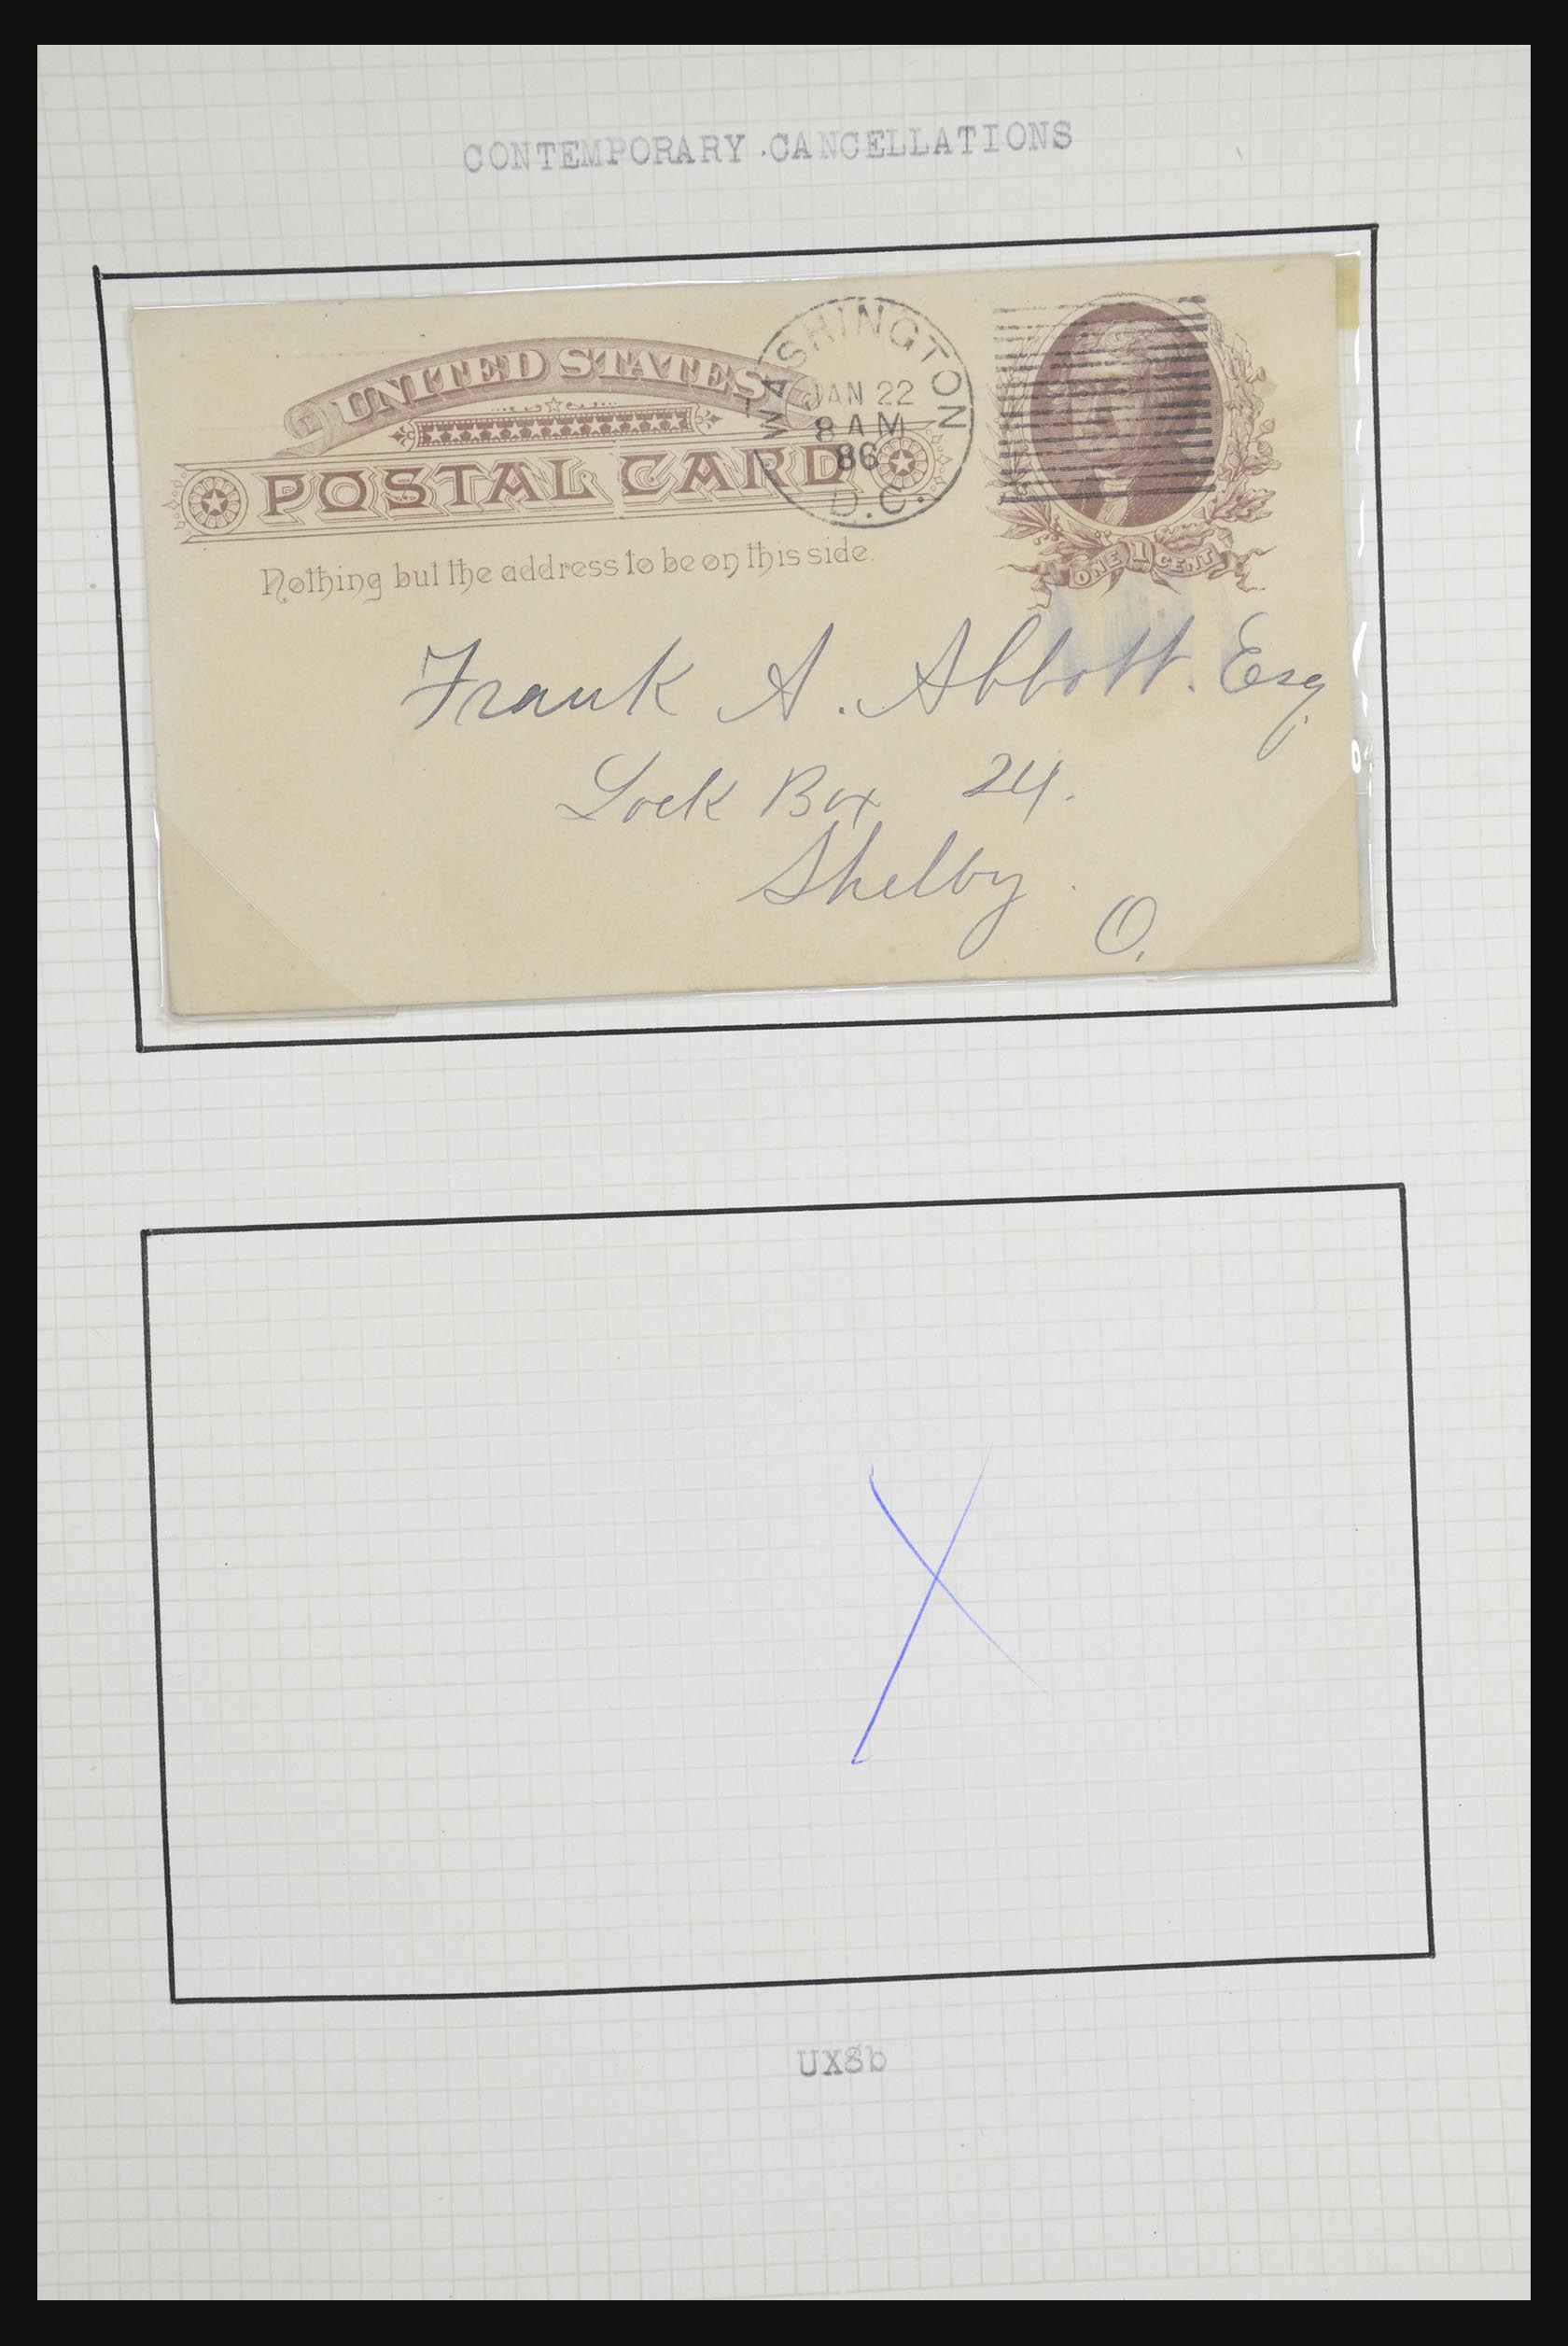 CONTEMPORARY CANCELLATIONS
UNITED STATES
POSTAL CARD
Nothing but the address to be on this side.
WASHINGTON
JAN 22
8 AM
86
D.C.
ONE 1 CENT
Frank A. Abbott. Esq.
Lock Box 24.
Shelby.
O.
X